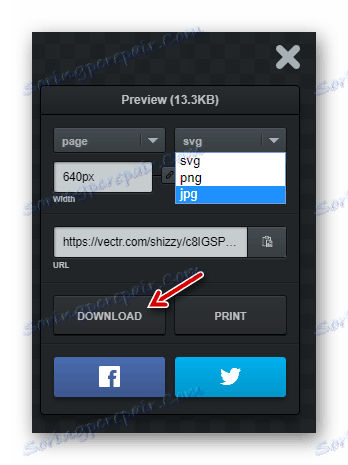 Preview (13.3KB)
page svg
svg
png
jpg
640px
Width
https://vectr.com/shizzy/c8IGSP...
URL
DOWNLOAD PRINT